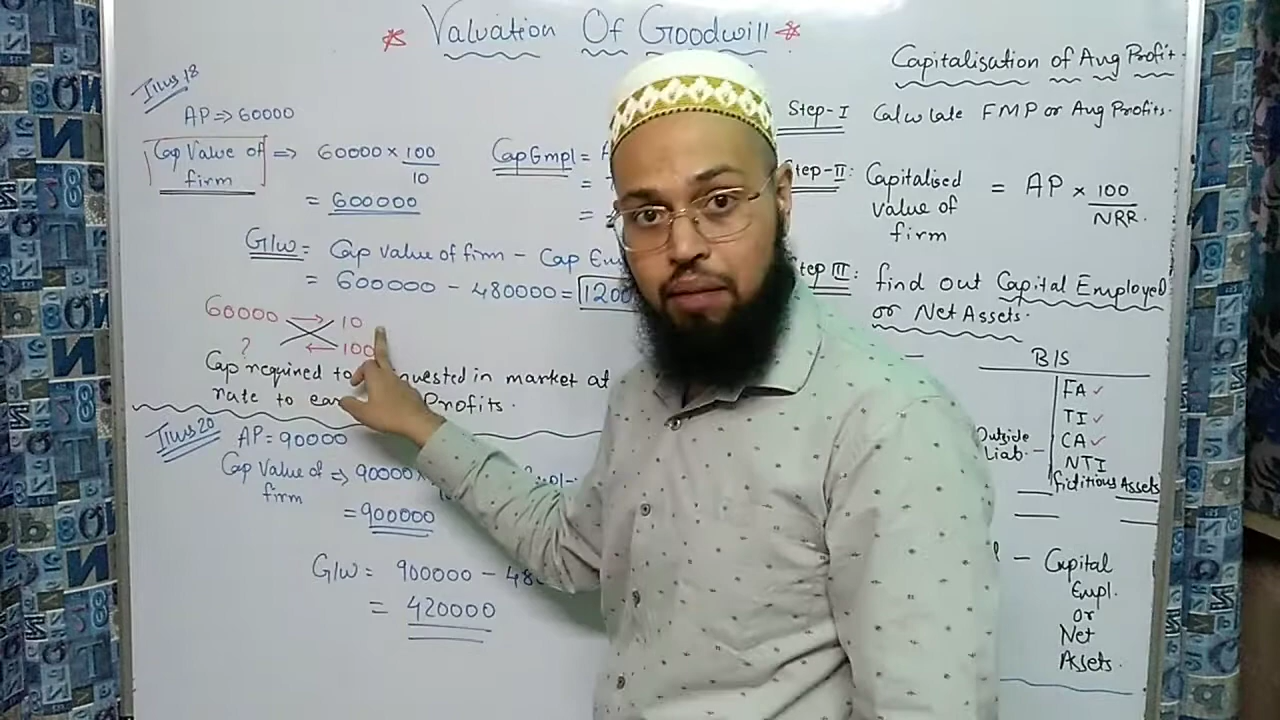 * Valuation Of Goodwill *
Illus 18
AP ⇒ 60000
Cap Value of ⇒ 60000 × 100
firm 10
= 600000
Cap Empl =
=
=
G/w = Cap Value of firm - Cap
= 600000 - 480000 =
60000 → 10
? ← 100
Cap required to invested in market at
rate to Profits.
Illus 20
AP = 90000
Cap Value of ⇒ 90000 ×
firm
= 900000
G/w = 900000 -
= 420000
Capitalisation of Avg Profit
Step-I Calculate FMP or Avg Profits.
Step-II: Capitalised = AP × 100
value of NRR.
firm
Step III: find out Capital Employed
or Net Assets.
B/S
FA ✓
TI ✓
Outside CA ✓
Liab. NTI
fictitious Assets
- Capital
Empl.
or
Net
Assets.